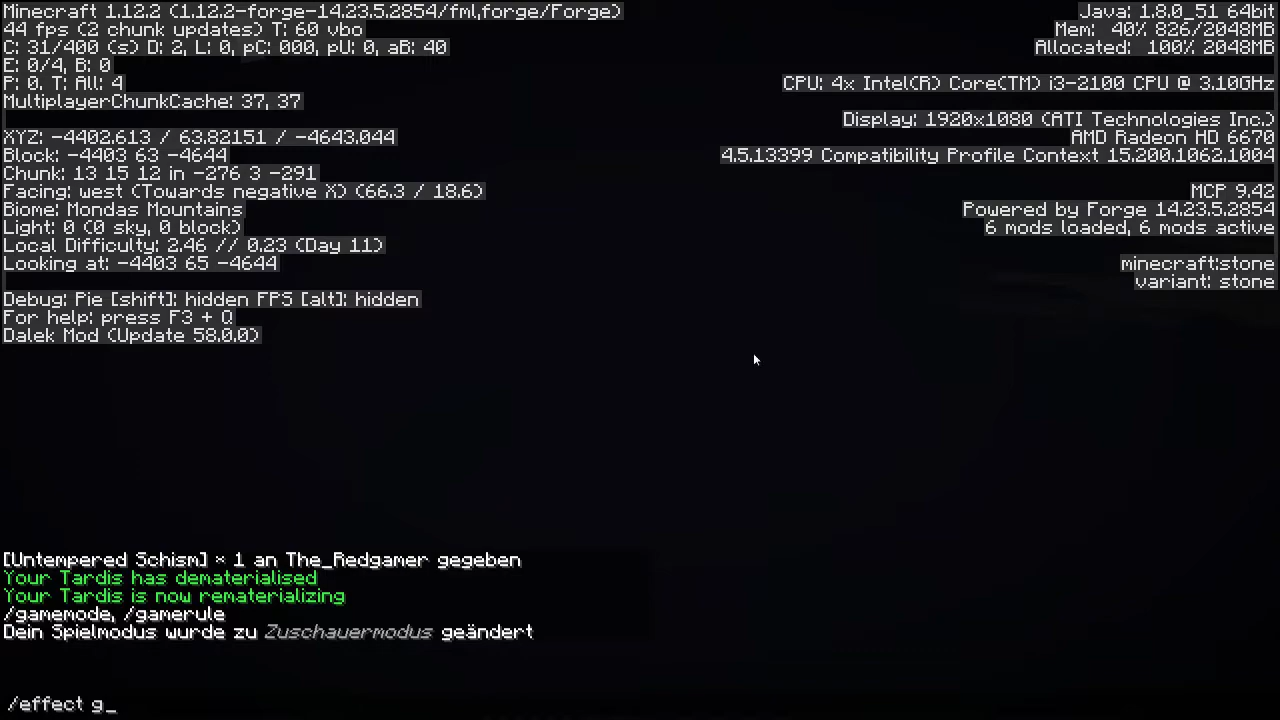 Minecraft 1.12.2 (1.12.2-forge-14.23.5.2854/fml,forge/Forge)
44 fps (2 chunk updates) T: 60 vbo
C: 31/400 (s) D: 2, L: 0, pC: 000, pU: 0, aB: 40
E: 0/4, B: 0
P: 0. T: All: 4
MultiplayerChunkCache: 37, 37
XYZ: -4402.613 / 63.82151 / -4643.044
Block: -4403 63 -4644
Chunk: 13 15 12 in -276 3 -291
Facing: west (Towards negative X) (66.3 / 18.6)
Biome: Mondas Mountains
Light: 0 (0 sky, 0 block)
Local Difficulty: 2.46 // 0.23 (Day 11)
Looking at: -4403 65 -4644
Debug: Pie [shift]: hidden FPS [alt]: hidden
For help: press F3 + Q
Dalek Mod (Update 58.0.0)
Java: 1.8.0_51 64bit
Mem: 40% 826/2048MB
Allocated: 100% 2048MB
CPU: 4x Intel(R) Core(TM) i3-2100 CPU @ 3.10GHz
Display: 1920x1080 (ATI Technologies Inc.)
AMD Radeon HD 6670
4.5.13399 Compatibility Profile Context 15.200.1062.1004
MCP 9.42
Powered by Forge 14.23.5.2854
6 mods loaded, 6 mods active
minecraft:stone
variant: stone
[Untempered Schism] × 1 an The_Redgamer gegeben
Your Tardis has dematerialised
Your Tardis is now rematerializing
/gamemode, /gamerule
Dein Spielmodus wurde zu Zuschauermodus geändert
/effect g_